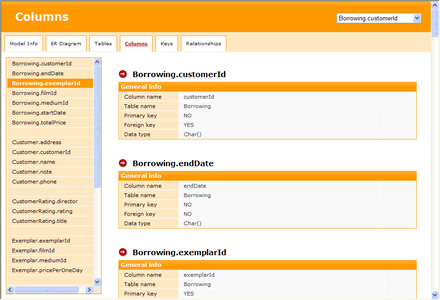 Columns
Borrowing.customerId
Model Info
ER Diagram
Tables
Columns
Keys
Relationships
Borrowing.customerId
Borrowing.endDate
Borrowing.exemplarId
Borrowing.filmId
Borrowing.mediumId
Borrowing.startDate
Borrowing.totalPrice
Customer.address
Customer.customerId
Customer.name
Customer.note
Customer.phone
CustomerRating.director
CustomerRating.rating
CustomerRating.title
Exemplar.exemplarId
Exemplar.filmId
Exemplar.mediumId
Exemplar.pricePerOneDay
Borrowing.customerId
General info
Column name customerId
Table name Borrowing
Primary key NO
Foreign key YES
Data type Char()
Borrowing.endDate
General info
Column name endDate
Table name Borrowing
Primary key NO
Foreign key NO
Data type Char()
Borrowing.exemplarId
General info
Column name exemplarId
Table name Borrowing
Primary key NO
Foreign key YES